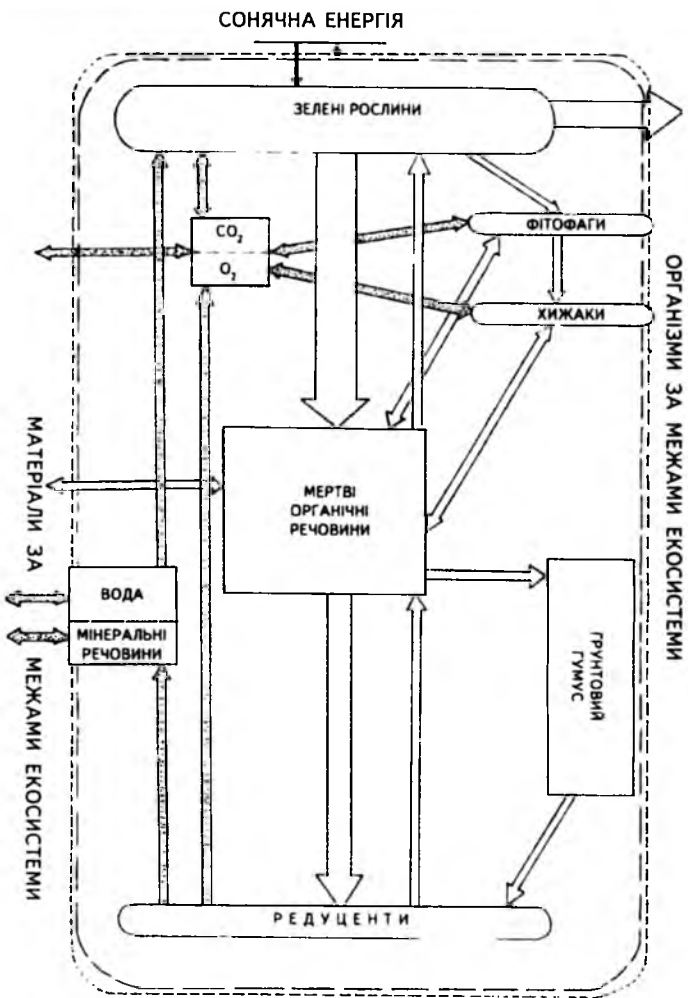 СОНЯЧНА ЕНЕРГІЯ
ЗЕЛЕНІ РОСЛИНИ
CO₂
O₂
ФІТОФАГИ
ХИЖАКИ
ОРГАНІЗМИ ЗА МЕЖАМИ ЕКОСИСТЕМИ
МАТЕРІАЛИ ЗА МЕЖАМИ ЕКОСИСТЕМИ
МЕРТВІ
ОРГАНІЧНІ
РЕЧОВИНИ
ВОДА
МІНЕРАЛЬНІ
РЕЧОВИНИ
ҐРУНТОВИЙ
ГУМУС
РЕДУЦЕНТИ